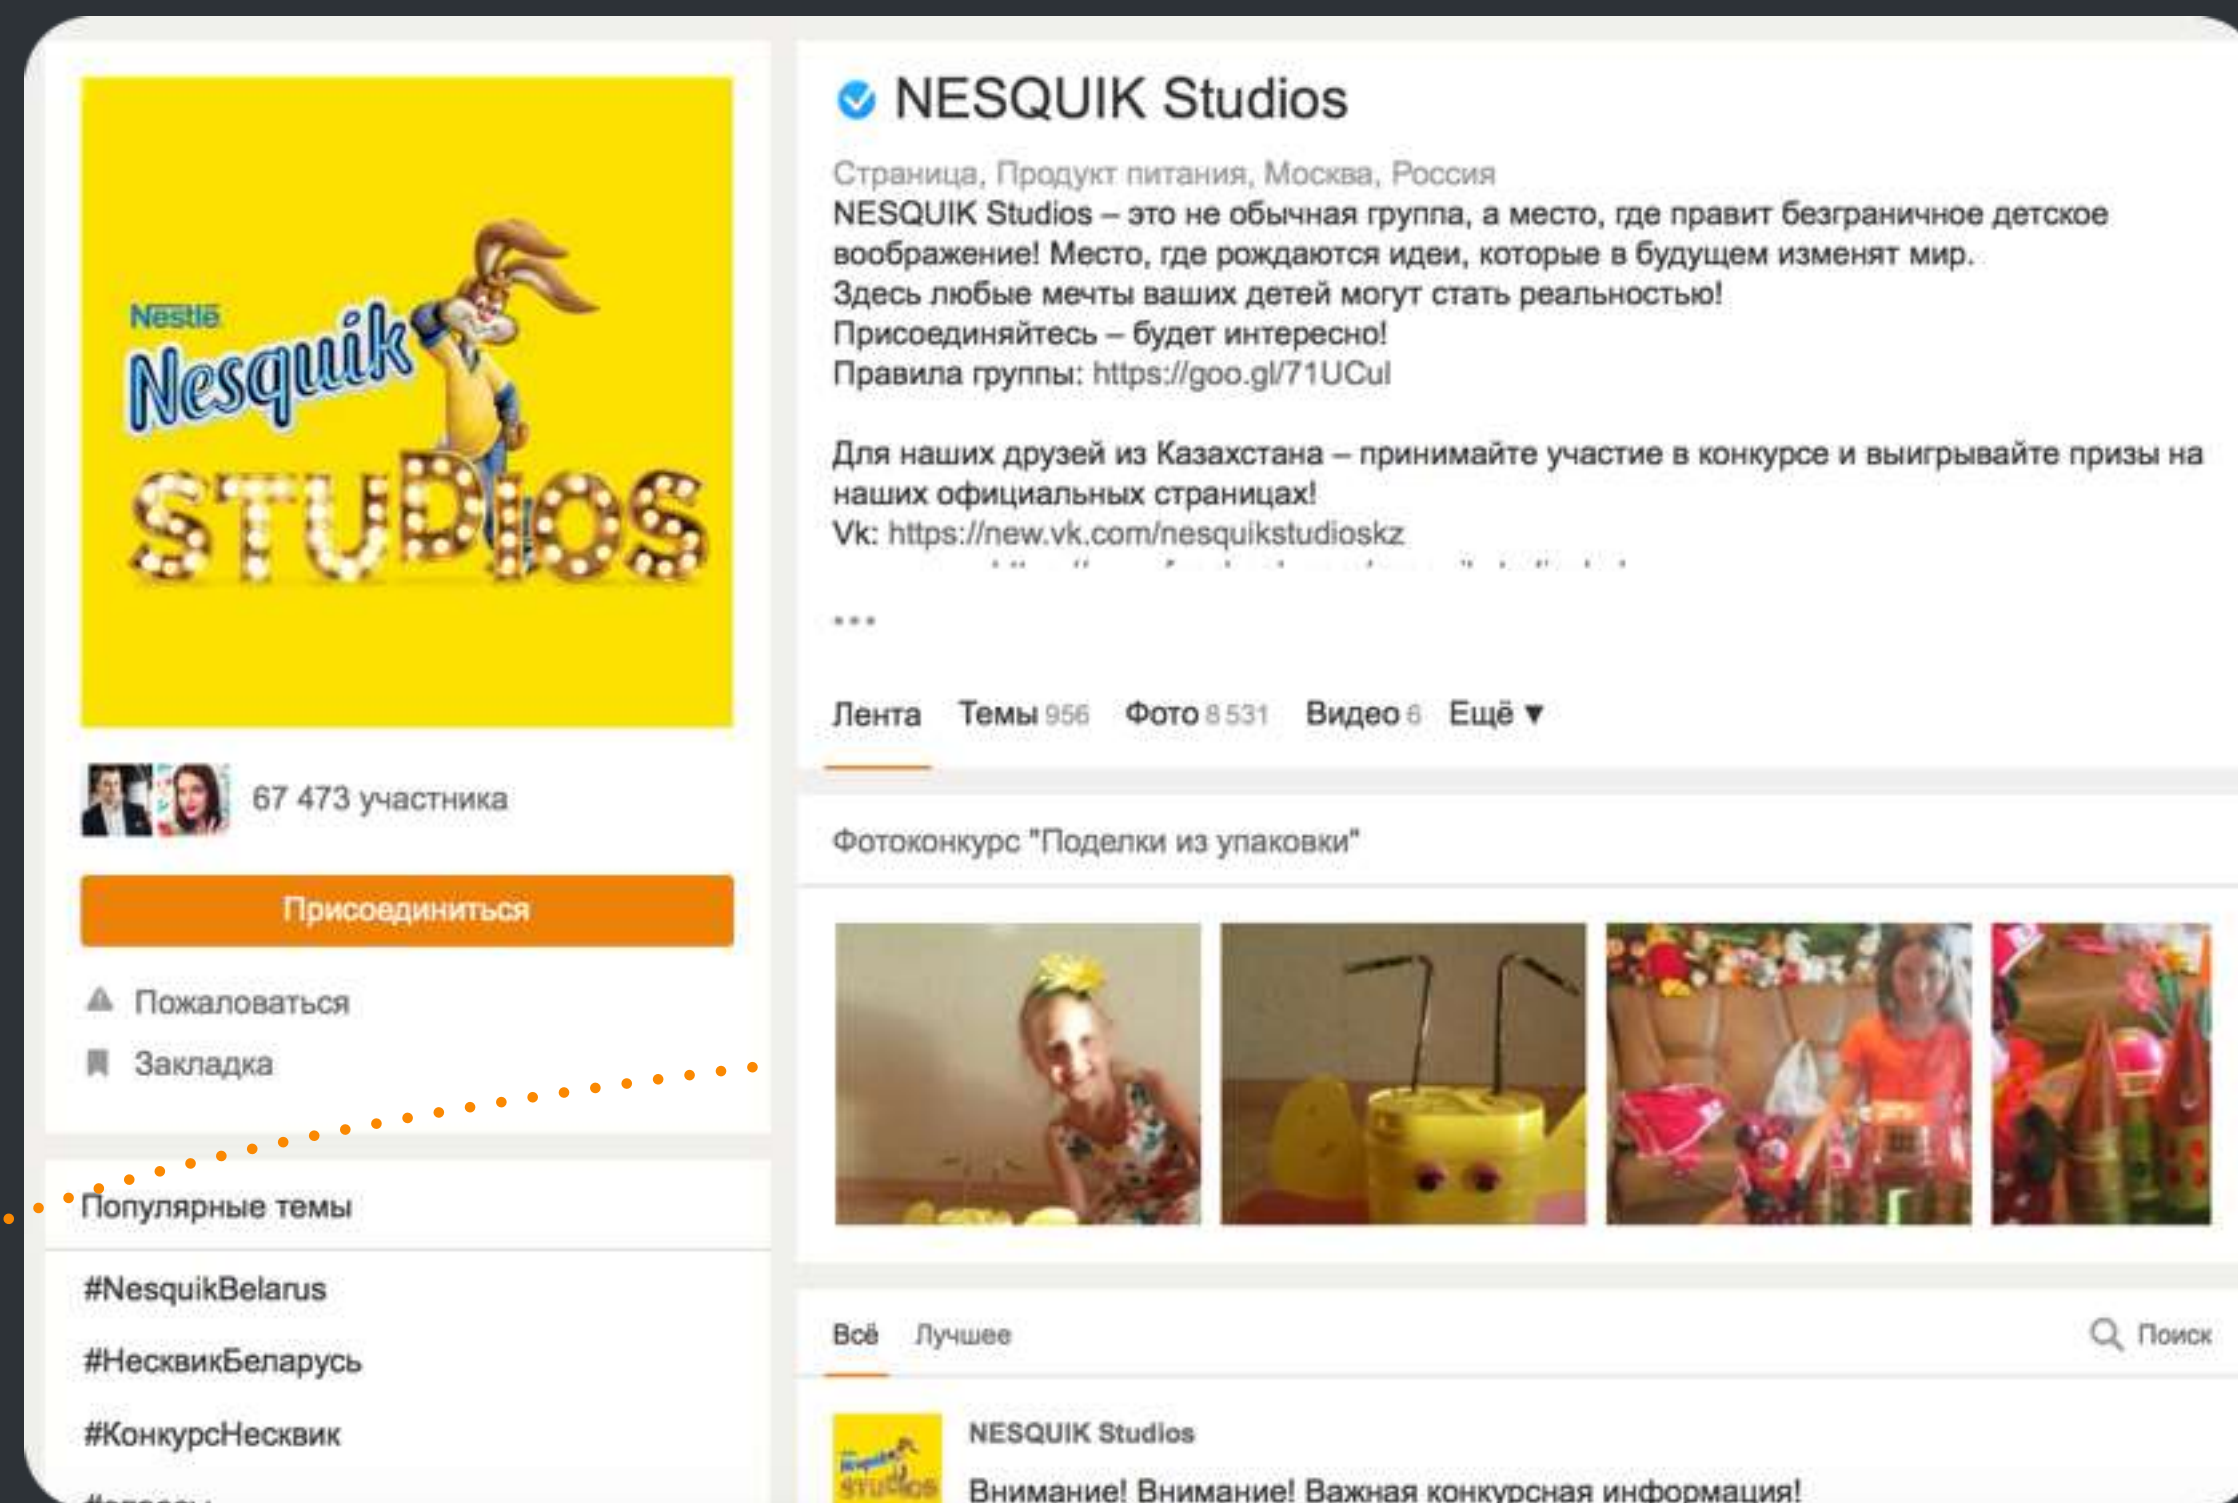 Nestlé
Nesquik
STUDIOS
67 473 участника
Присоединиться
Пожаловаться
Закладка
Популярные темы
#NesquikBelarus
#НесквикБеларусь
#КонкурсНесквик
NESQUIK Studios
Страница, Продукт питания, Москва, Россия
NESQUIK Studios – это не обычная группа, а место, где правит безграничное детское
воображение! Место, где рождаются идеи, которые в будущем изменят мир.
Здесь любые мечты ваших детей могут стать реальностью!
Присоединяйтесь – будет интересно!
Правила группы: https://goo.gl/71UCul
Для наших друзей из Казахстана – принимайте участие в конкурсе и выигрывайте призы на
наших официальных страницах!
Vk: https://new.vk.com/nesquikstudioskz
...
Лента Темы 956 Фото 8 531 Видео 6 Ещё ▼
Фотоконкурс "Поделки из упаковки"
Всё Лучшее Поиск
NESQUIK Studios
Внимание! Внимание! Важная конкурсная информация!